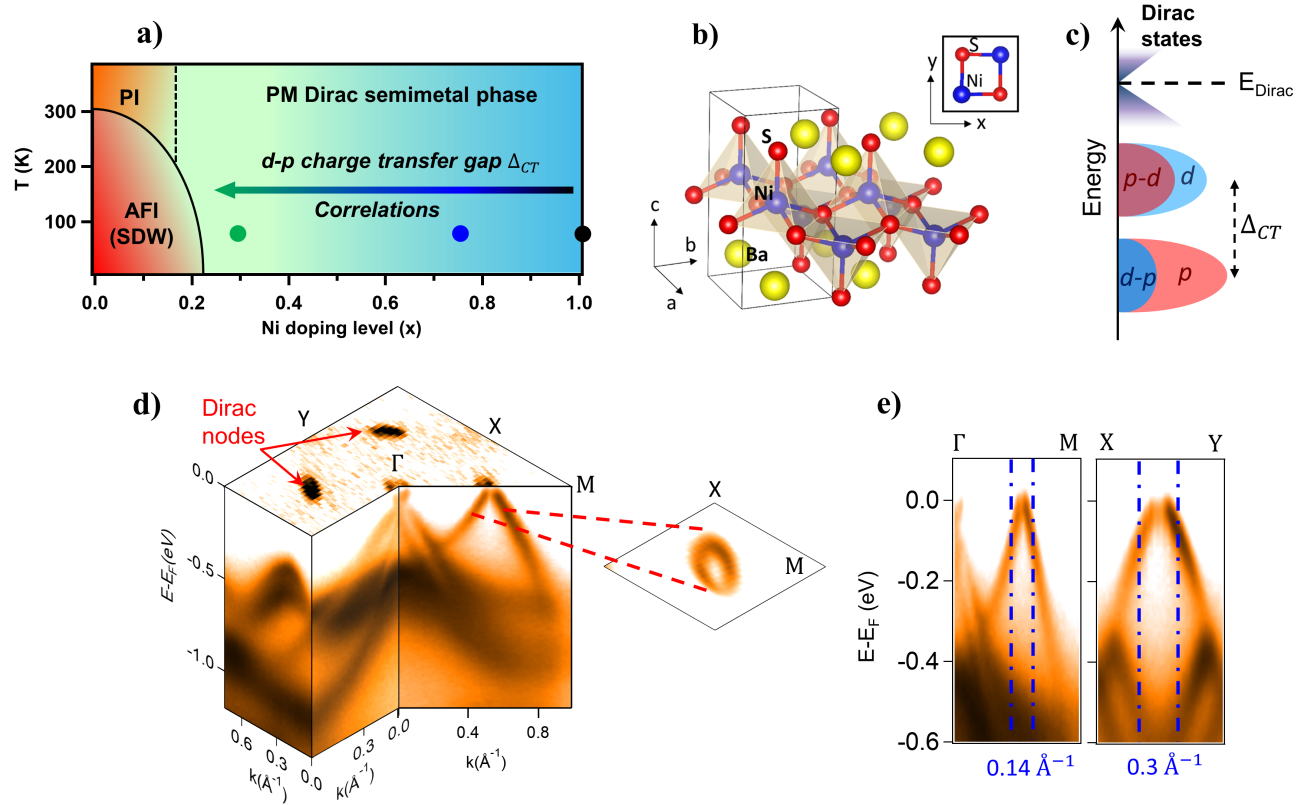 a)
PI
PM Dirac semimetal phase
d-p charge transfer gap Δ_CT
Correlations
AFI
(SDW)
T (K)
300
200
100
0.0
0.2
0.4
0.6
0.8
1.0
Ni doping level (x)
b)
S
Ni
y
x
S
Ni
Ba
c
b
a
c)
Dirac
states
E_Dirac
Energy
p-d
d
Δ_CT
d-p
p
d)
Dirac
nodes
Y
X
Γ
M
0.0
-0.5
-1.0
E-E_F(eV)
0.6
0.3
0.0
k(Å⁻¹)
0.3
0.0
k(Å⁻¹)
0.4
0.8
k(Å⁻¹)
X
M
e)
Γ
M
X
Y
0.0
-0.2
-0.4
-0.6
E-E_F (eV)
0.14 Å⁻¹
0.3 Å⁻¹